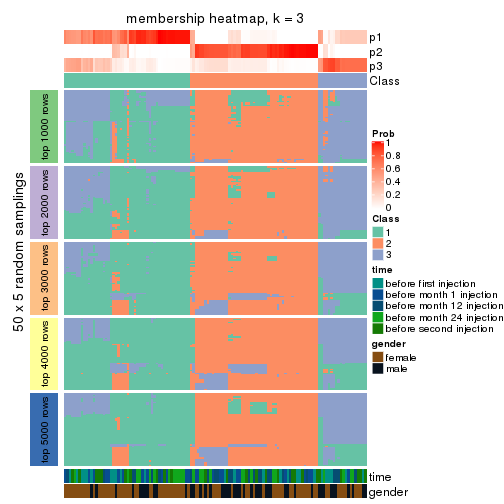 membership heatmap, k = 3
p1
p2
p3
Class
50 x 5 random samplings
top 1000 rows
top 2000 rows
top 3000 rows
top 4000 rows
top 5000 rows
time
gender
Prob
1
0.8
0.6
0.4
0.2
0
Class
1
2
3
time
before first injection
before month 1 injection
before month 12 injection
before month 24 injection
before second injection
gender
female
male